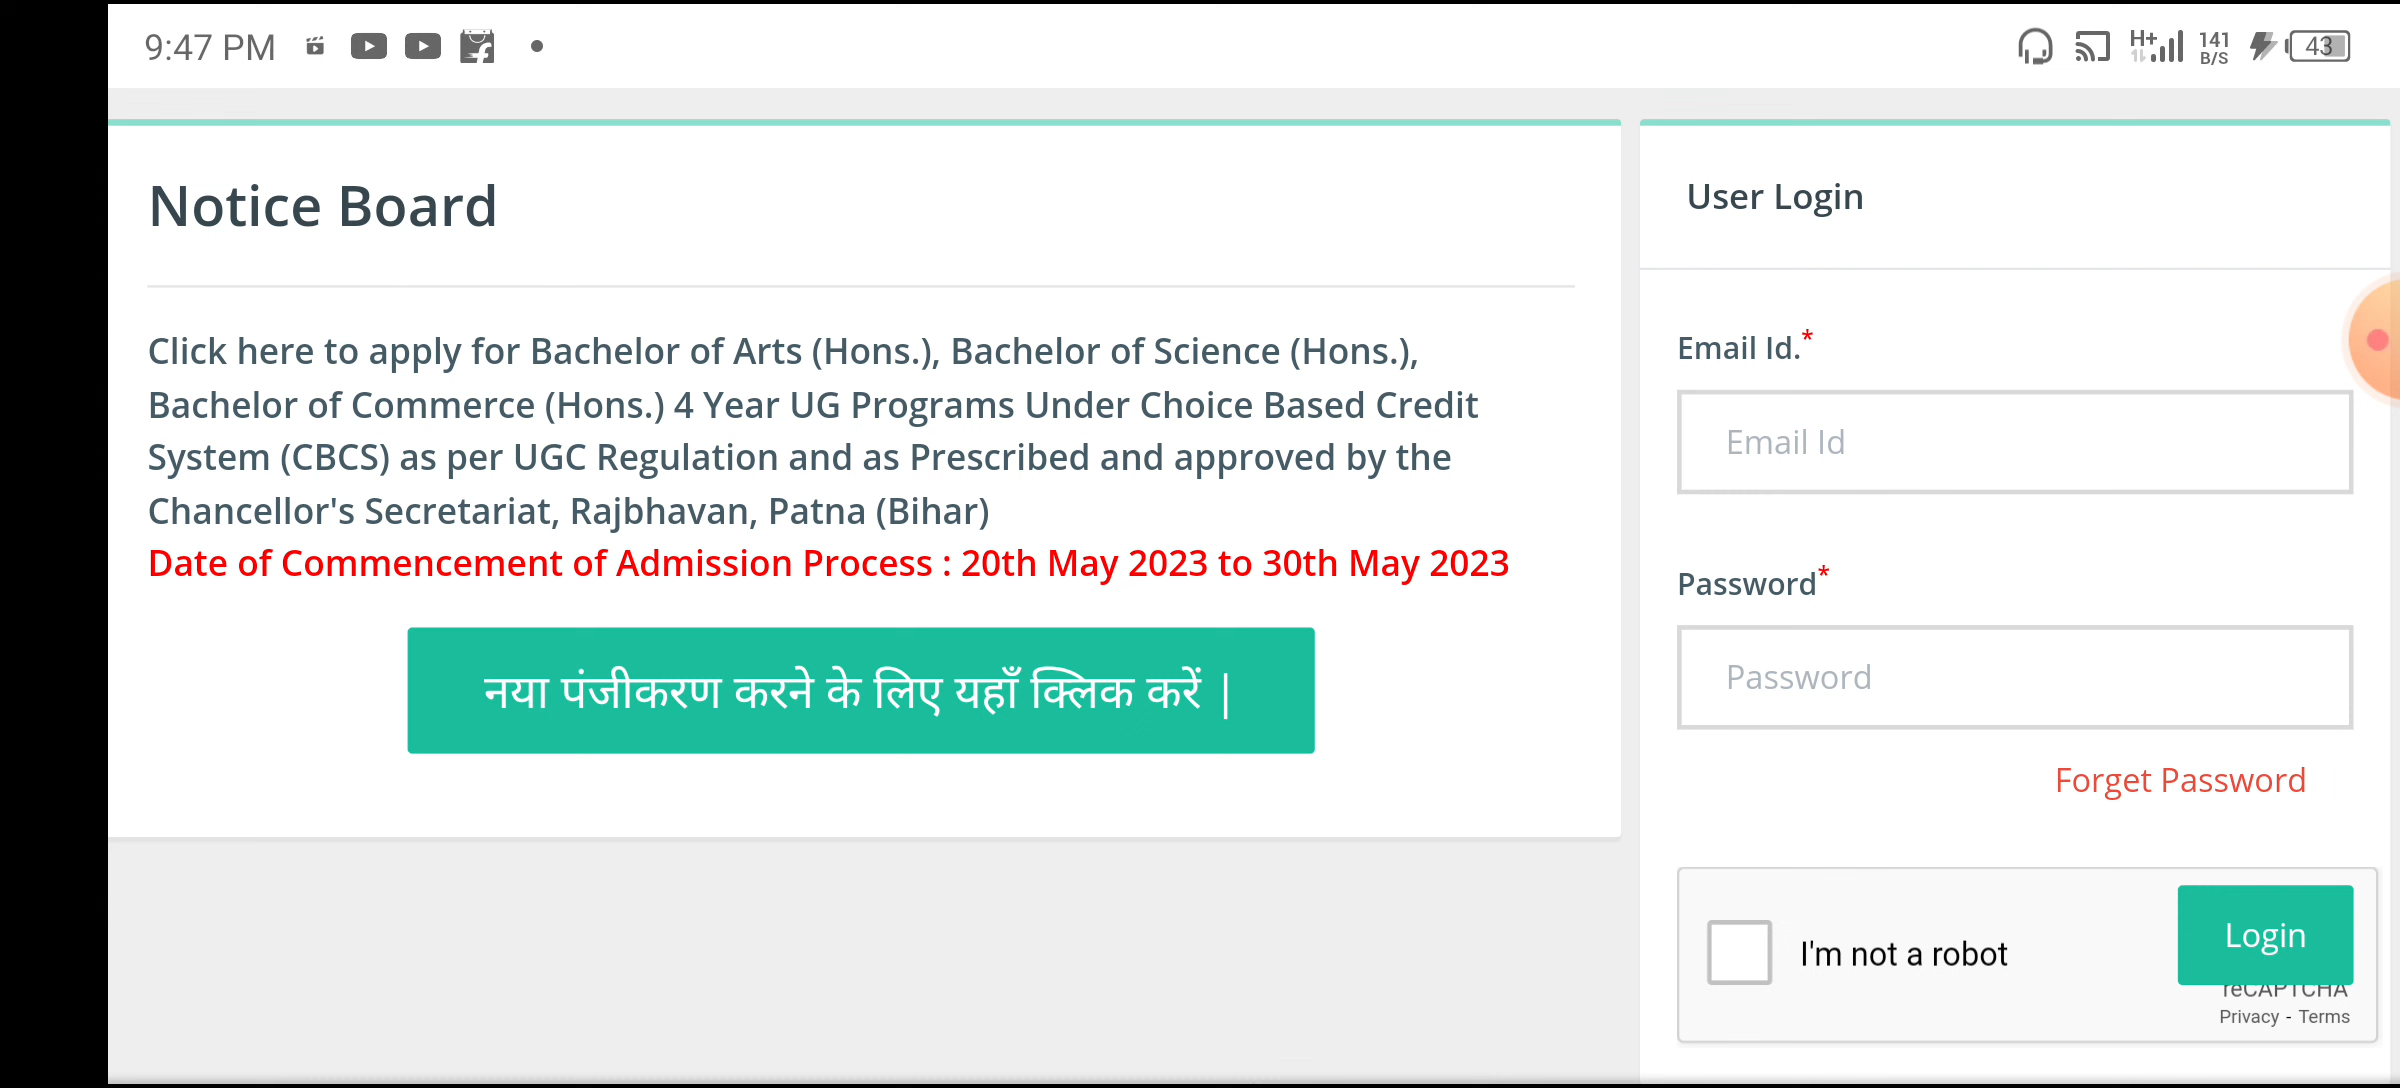 9:47 PM
H+ 141 B/S 43
Notice Board
Click here to apply for Bachelor of Arts (Hons.), Bachelor of Science (Hons.),
Bachelor of Commerce (Hons.) 4 Year UG Programs Under Choice Based Credit
System (CBCS) as per UGC Regulation and as Prescribed and approved by the
Chancellor's Secretariat, Rajbhavan, Patna (Bihar)
Date of Commencement of Admission Process : 20th May 2023 to 30th May 2023
नया पंजीकरण करने के लिए यहाँ क्लिक करें |
User Login
Email Id.*
Email Id
Password*
Password
Forget Password
I'm not a robot
Login
reCAPTCHA
Privacy - Terms